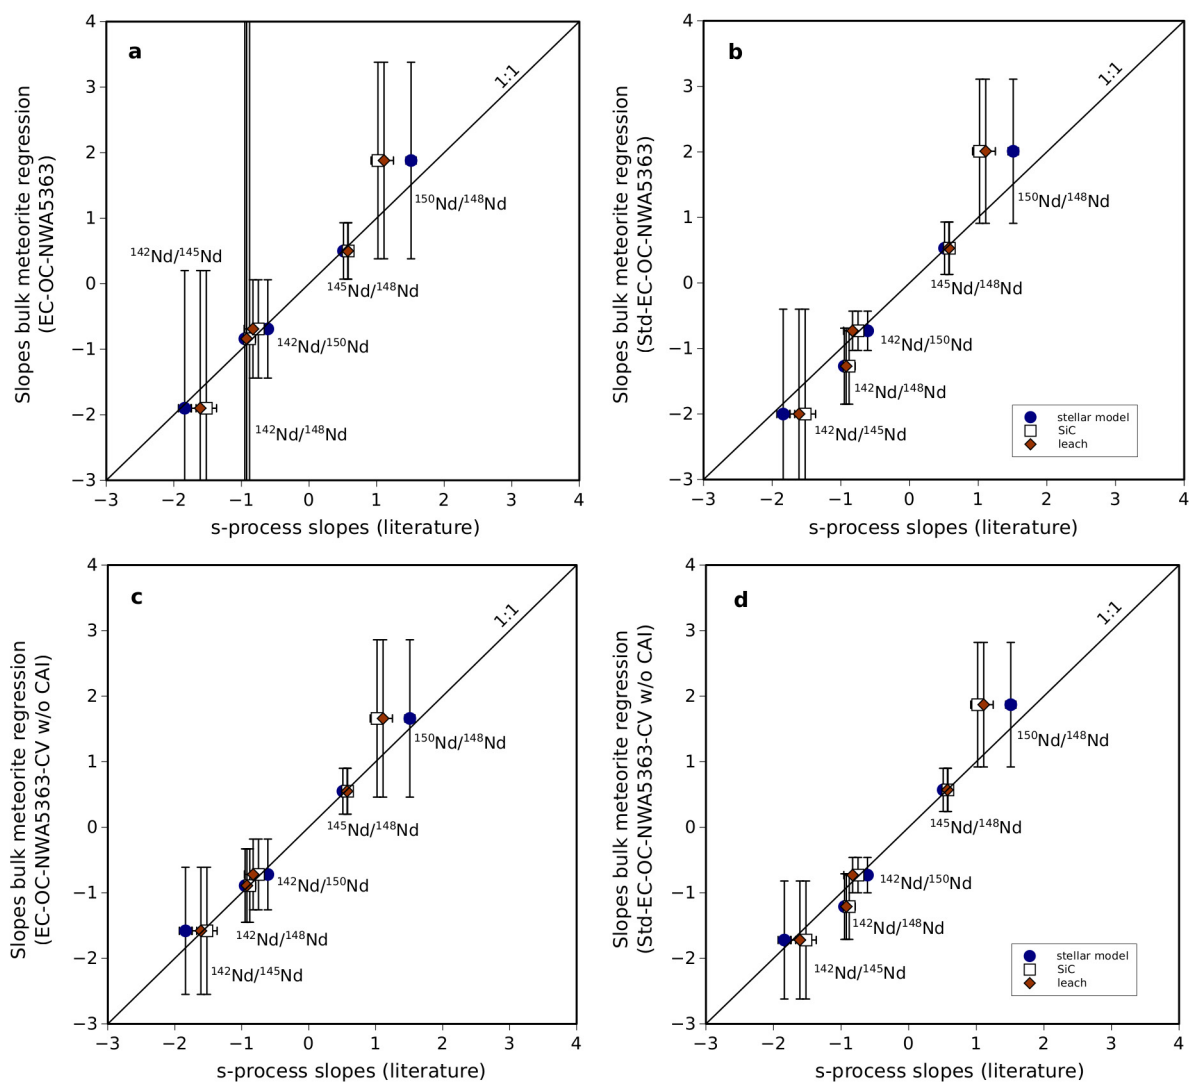 a
Slopes bulk meteorite regression
(EC-OC-NWA5363)
4
3
2
1
0
−1
−2
−3
1:1
¹⁵⁰Nd/¹⁴⁸Nd
¹⁴²Nd/¹⁴⁵Nd
¹⁴⁵Nd/¹⁴⁸Nd
¹⁴²Nd/¹⁵⁰Nd
¹⁴²Nd/¹⁴⁸Nd
−3 −2 −1 0 1 2 3 4
s-process slopes (literature)
b
Slopes bulk meteorite regression
(Std-EC-OC-NWA5363)
4
3
2
1
0
−1
−2
−3
1:1
¹⁵⁰Nd/¹⁴⁸Nd
¹⁴⁵Nd/¹⁴⁸Nd
¹⁴²Nd/¹⁵⁰Nd
¹⁴²Nd/¹⁴⁸Nd
¹⁴²Nd/¹⁴⁵Nd
stellar model
SiC
leach
−3 −2 −1 0 1 2 3 4
s-process slopes (literature)
c
Slopes bulk meteorite regression
(EC-OC-NWA5363-CV w/o CAI)
4
3
2
1
0
−1
−2
−3
1:1
¹⁵⁰Nd/¹⁴⁸Nd
¹⁴⁵Nd/¹⁴⁸Nd
¹⁴²Nd/¹⁵⁰Nd
¹⁴²Nd/¹⁴⁸Nd
¹⁴²Nd/¹⁴⁵Nd
−3 −2 −1 0 1 2 3 4
s-process slopes (literature)
d
Slopes bulk meteorite regression
(Std-EC-OC-NWA5363-CV w/o CAI)
4
3
2
1
0
−1
−2
−3
1:1
¹⁵⁰Nd/¹⁴⁸Nd
¹⁴⁵Nd/¹⁴⁸Nd
¹⁴²Nd/¹⁵⁰Nd
¹⁴²Nd/¹⁴⁸Nd
¹⁴²Nd/¹⁴⁵Nd
stellar model
SiC
leach
−3 −2 −1 0 1 2 3 4
s-process slopes (literature)